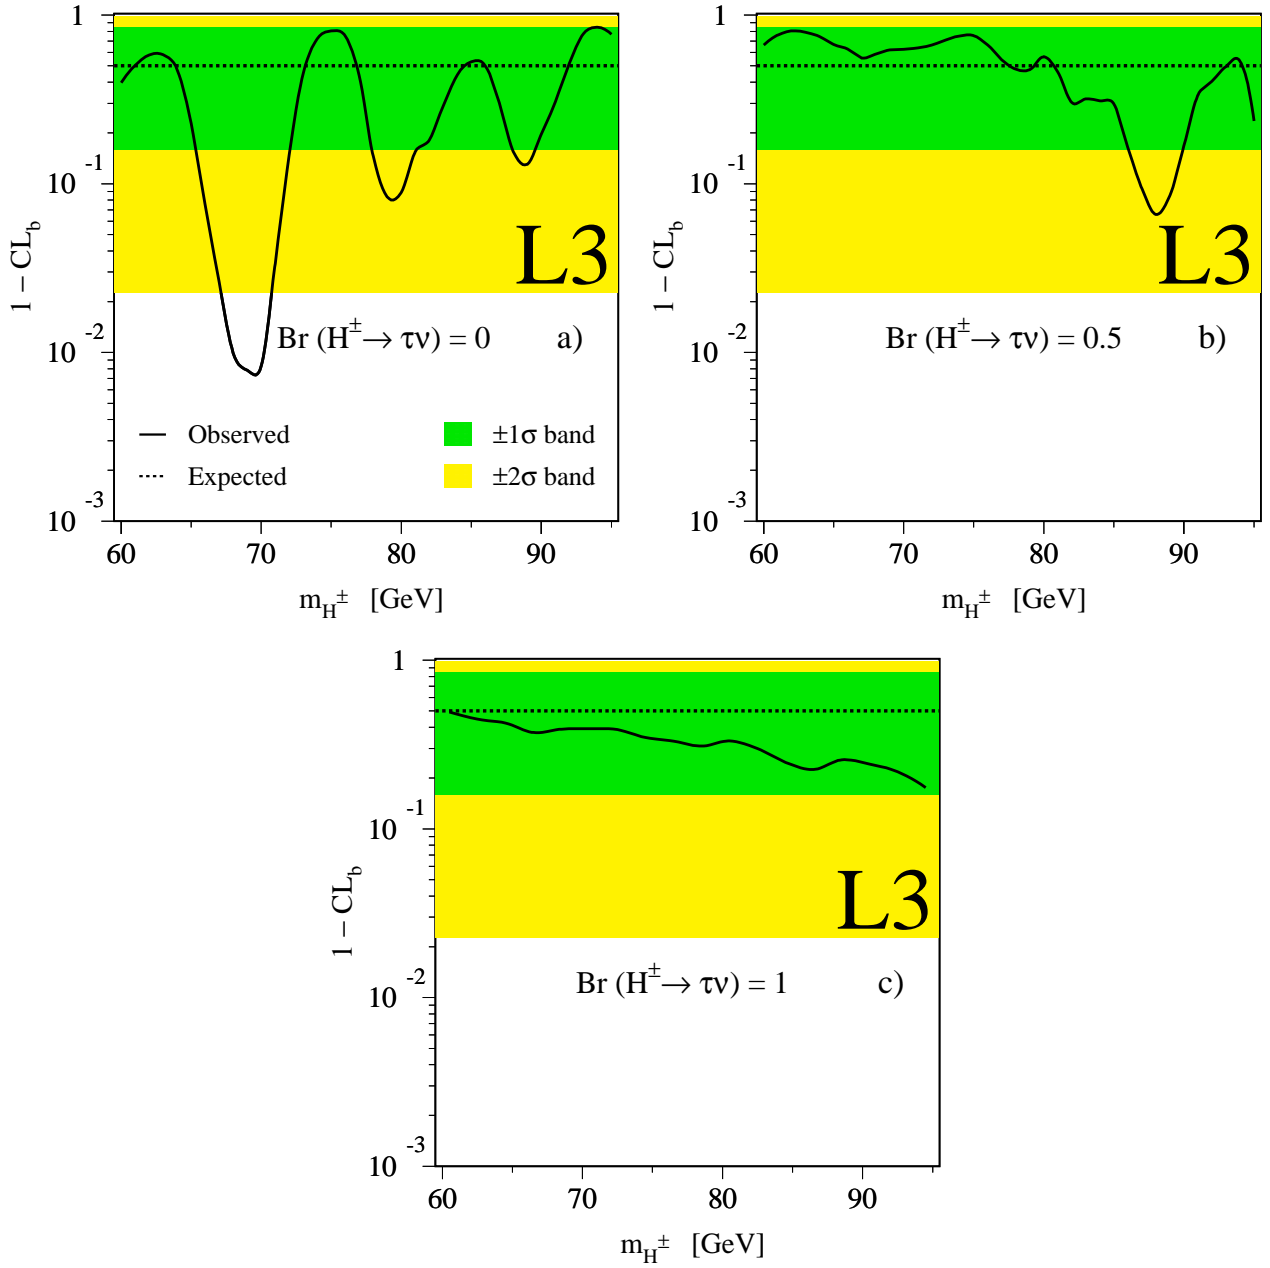 1
10 -1
10 -2
10 -3
1 − CL_b
L3
Br (H± → τν) = 0 a)
Observed ±1σ band
Expected ±2σ band
60 70 80 90
m_H± [GeV]
1
10 -1
10 -2
10 -3
1 − CL_b
L3
Br (H± → τν) = 0.5 b)
60 70 80 90
m_H± [GeV]
1
10 -1
10 -2
10 -3
1 − CL_b
L3
Br (H± → τν) = 1 c)
60 70 80 90
m_H± [GeV]